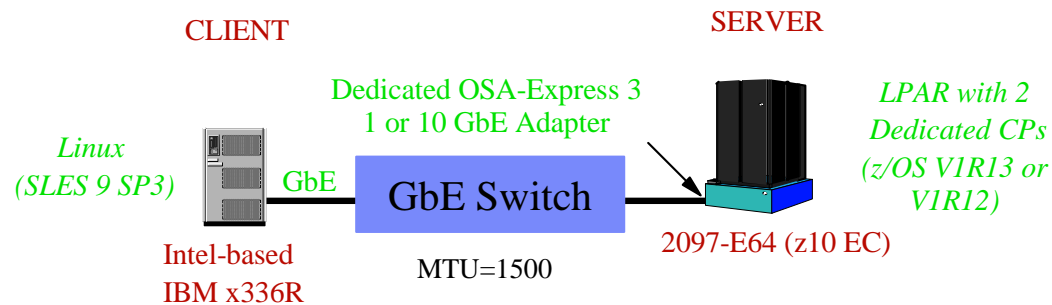 CLIENT
SERVER
Dedicated OSA-Express 3
1 or 10 GbE Adapter
LPAR with 2
Dedicated CPs
(z/OS V1R13 or
V1R12)
Linux
(SLES 9 SP3)
GbE
GbE Switch
2097-E64 (z10 EC)
Intel-based
IBM x336R
MTU=1500